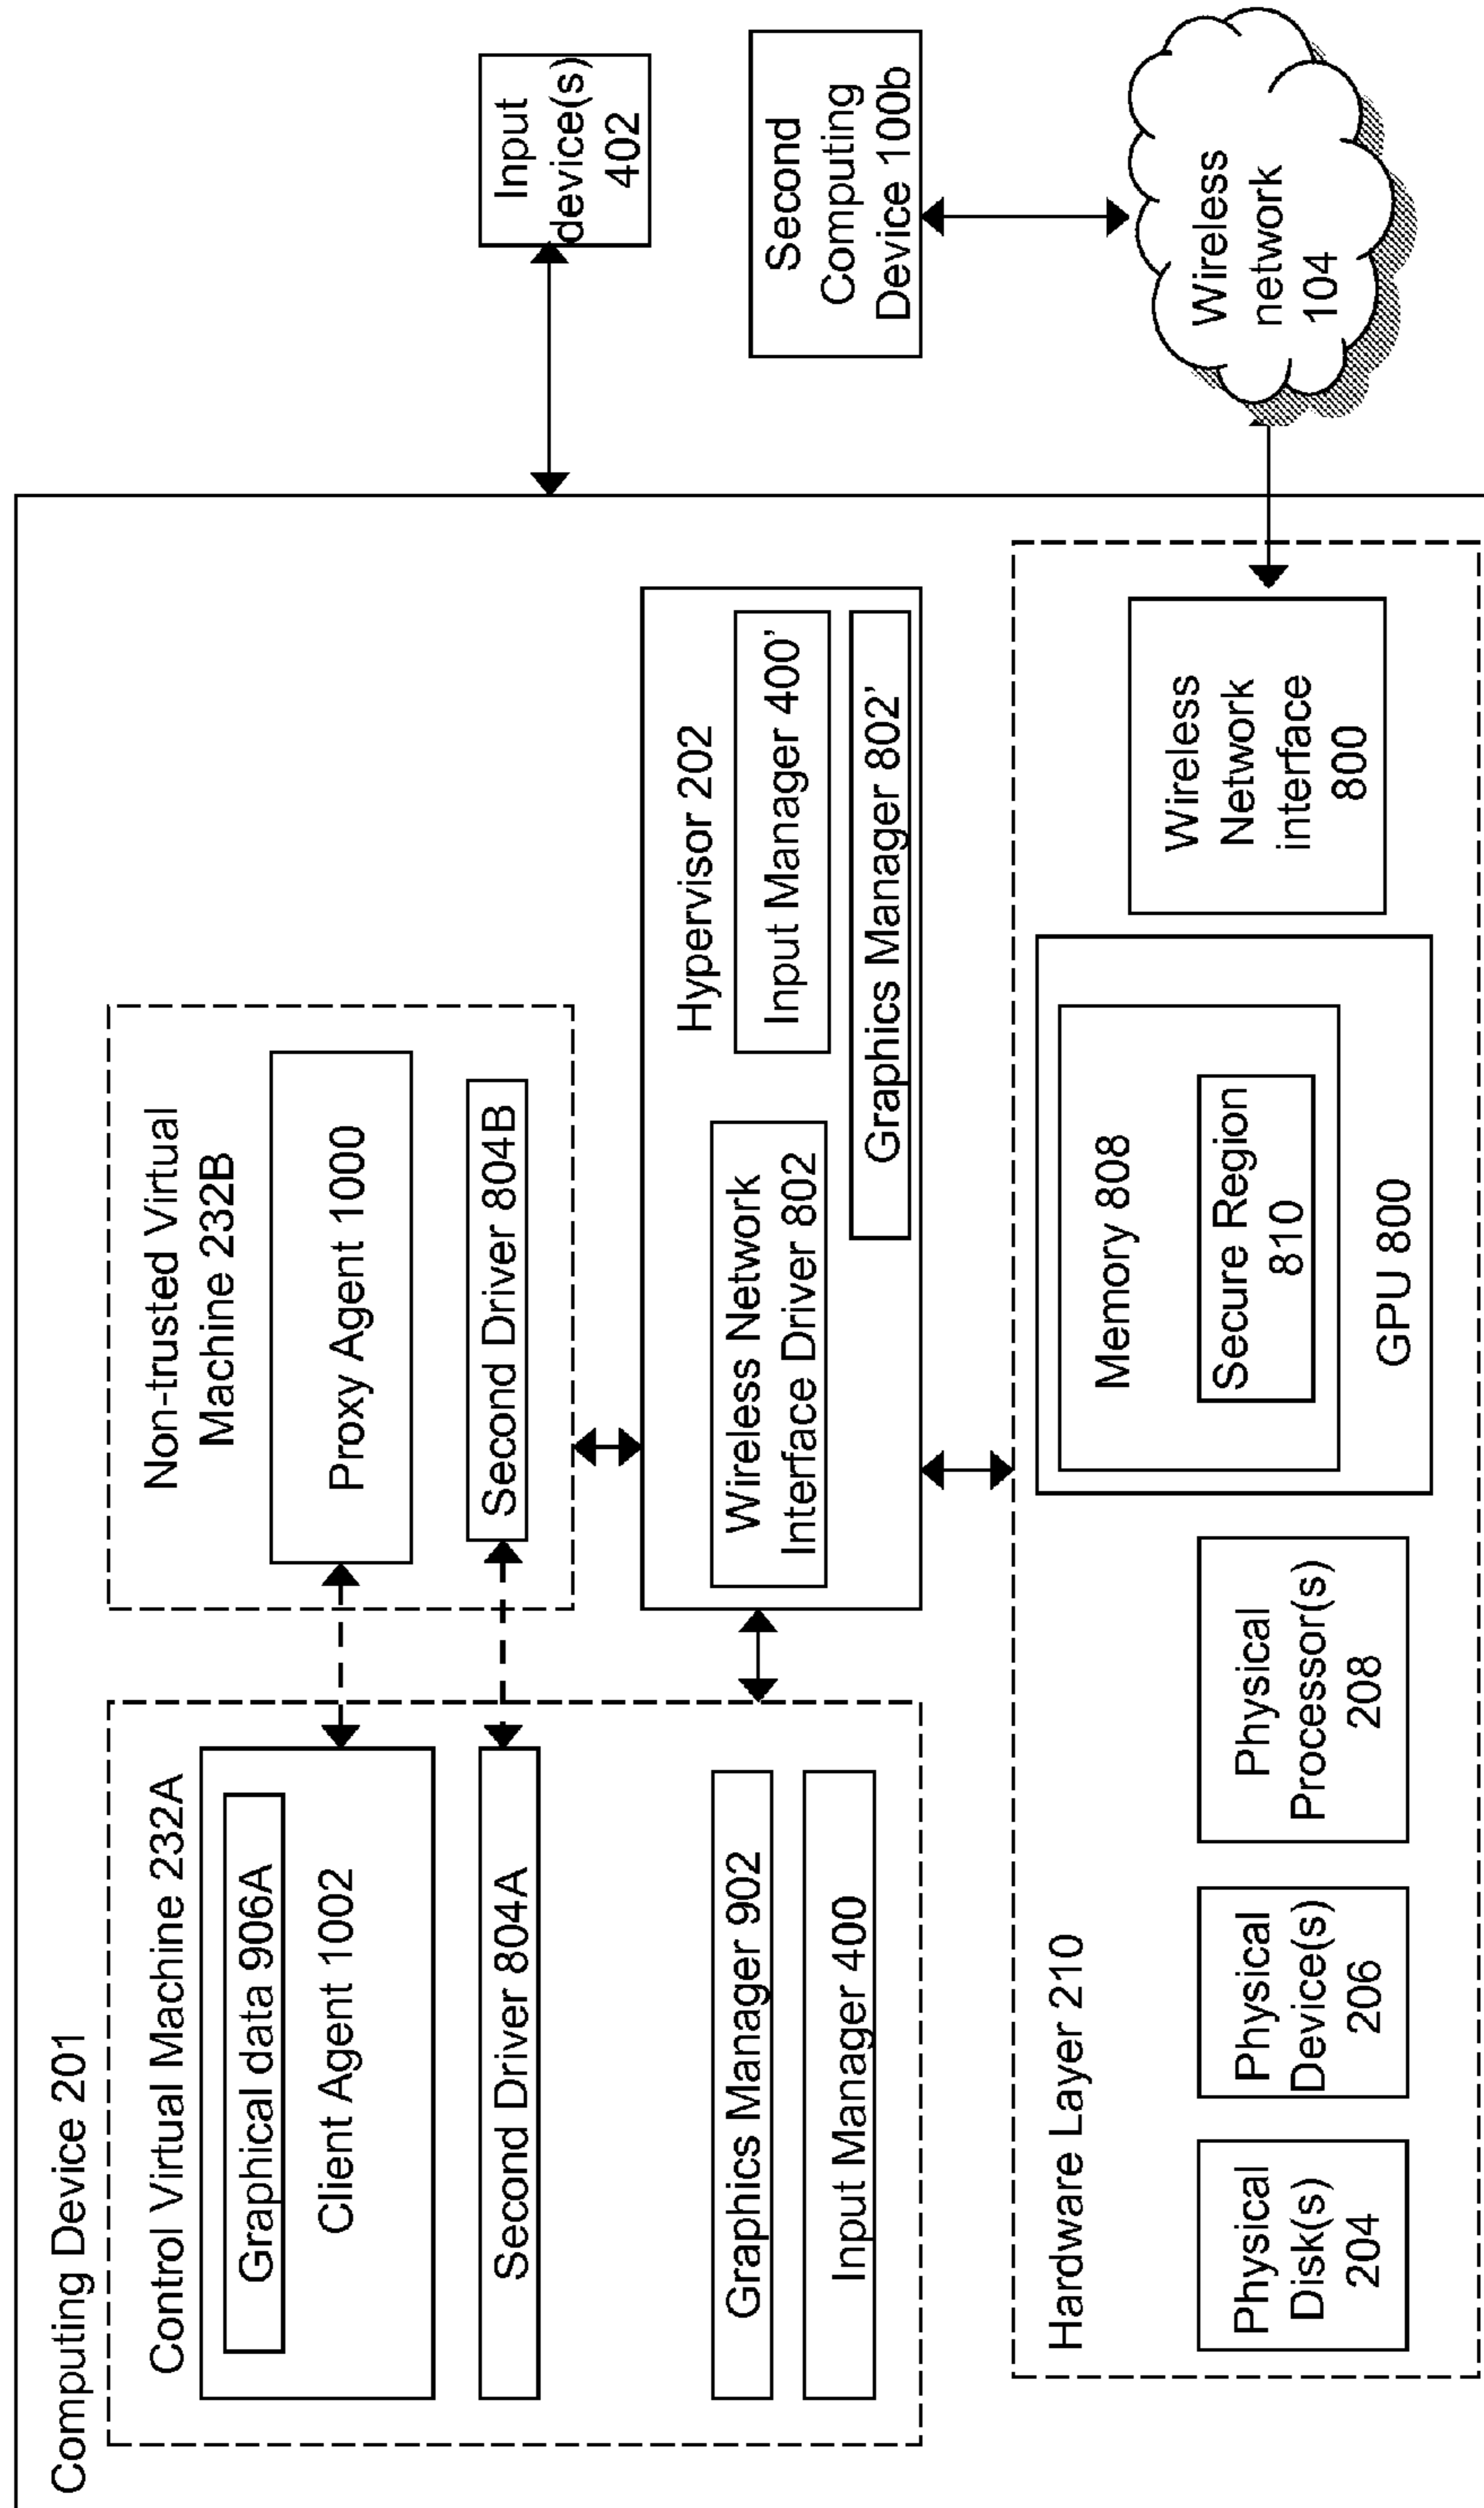 Computing Device 201
Control Virtual Machine 232A
Graphical data 906A
Client Agent 1002
Second Driver 804A
Graphics Manager 902
Input Manager 400
Non-trusted Virtual
Machine 232B
Proxy Agent 1000
Second Driver 804B
Hypervisor 202
Wireless Network
Interface Driver 802
Input Manager 400'
Graphics Manager 802'
Input
device(s)
402
Second
Computing
Device 100b
Wireless
network
104
Hardware Layer 210
Physical
Disk(s)
204
Physical
Device(s)
206
Physical
Processor(s)
208
Memory 808
Secure Region
810
GPU 800
Wireless
Network
interface
800